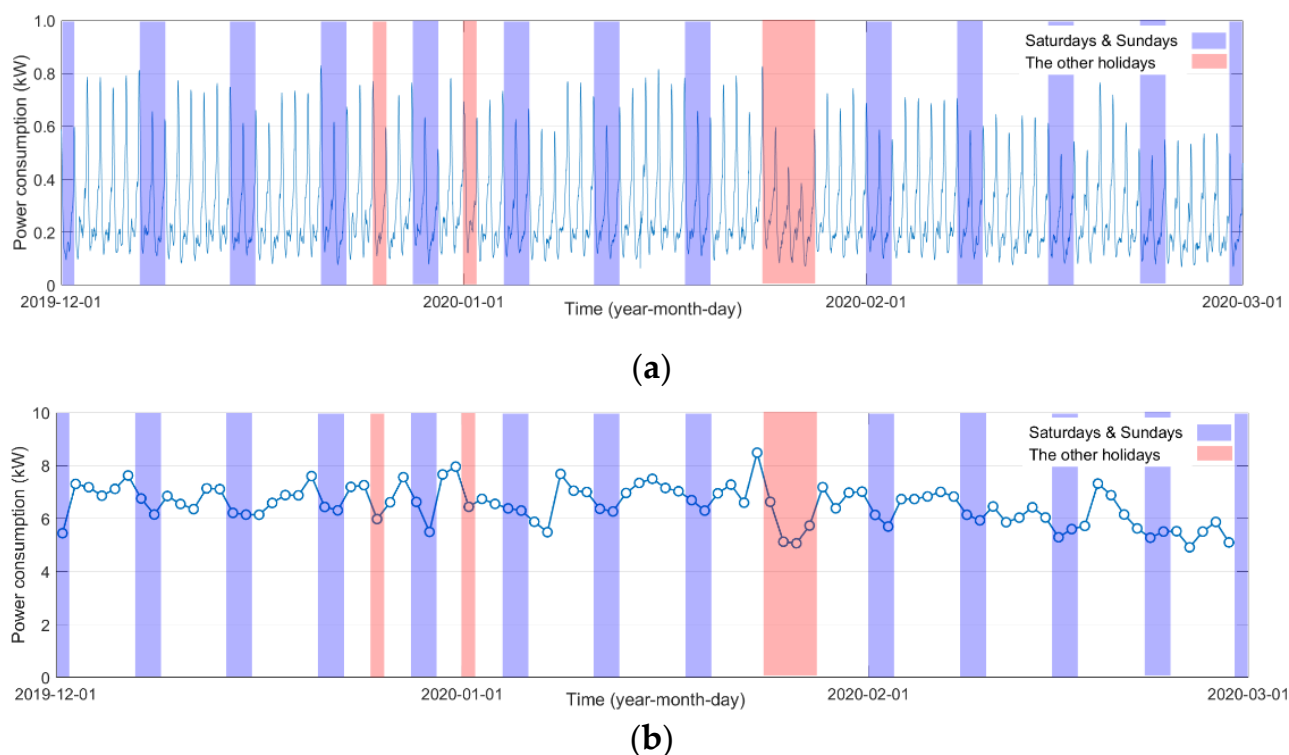 1.0
Saturdays & Sundays
The other holidays
0.8
0.6
0.4
0.2
0
Power consumption (kW)
2019-12-01
2020-01-01
Time (year-month-day)
2020-02-01
2020-03-01
(a)
10
Saturdays & Sundays
The other holidays
8
6
4
2
0
Power consumption (kW)
2019-12-01
2020-01-01
Time (year-month-day)
2020-02-01
2020-03-01
(b)